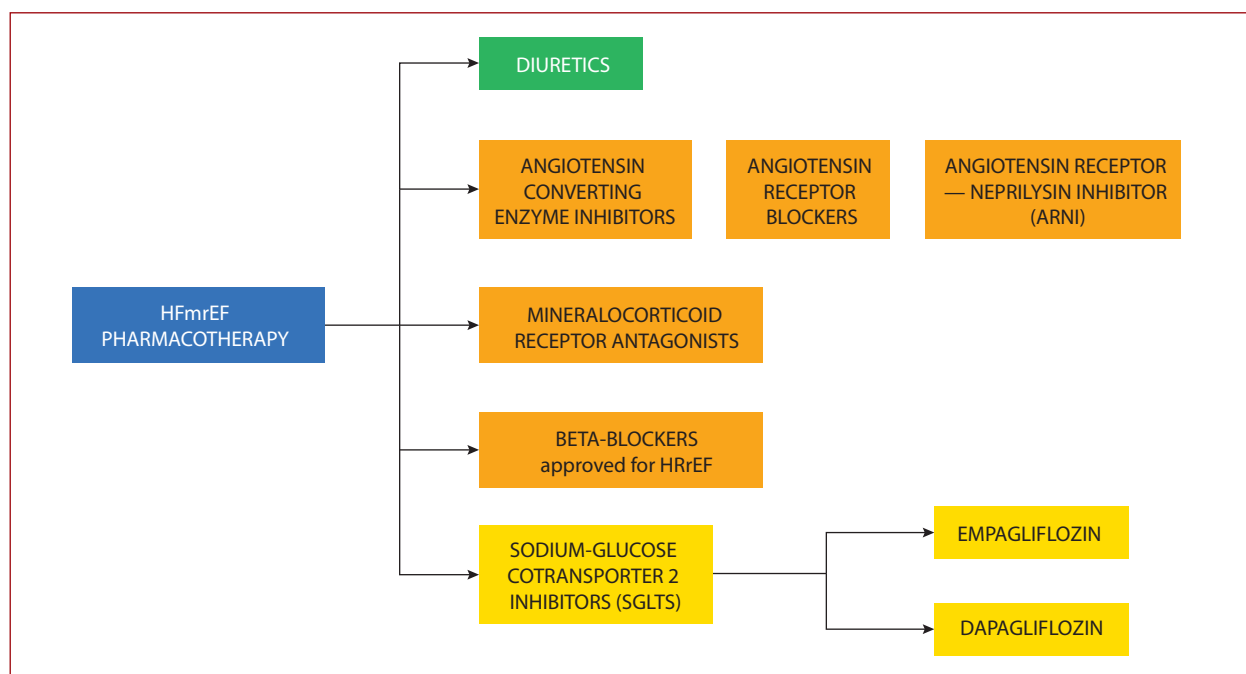 DIURETICS
ANGIOTENSIN
CONVERTING
ENZYME INHIBITORS
ANGIOTENSIN
RECEPTOR
BLOCKERS
ANGIOTENSIN RECEPTOR
— NEPRILYSIN INHIBITOR
(ARNI)
HFmrEF
PHARMACOTHERAPY
MINERALOCORTICOID
RECEPTOR ANTAGONISTS
BETA-BLOCKERS
approved for HRrEF
SODIUM-GLUCOSE
COTRANSPORTER 2
INHIBITORS (SGLTS)
EMPAGLIFLOZIN
DAPAGLIFLOZIN